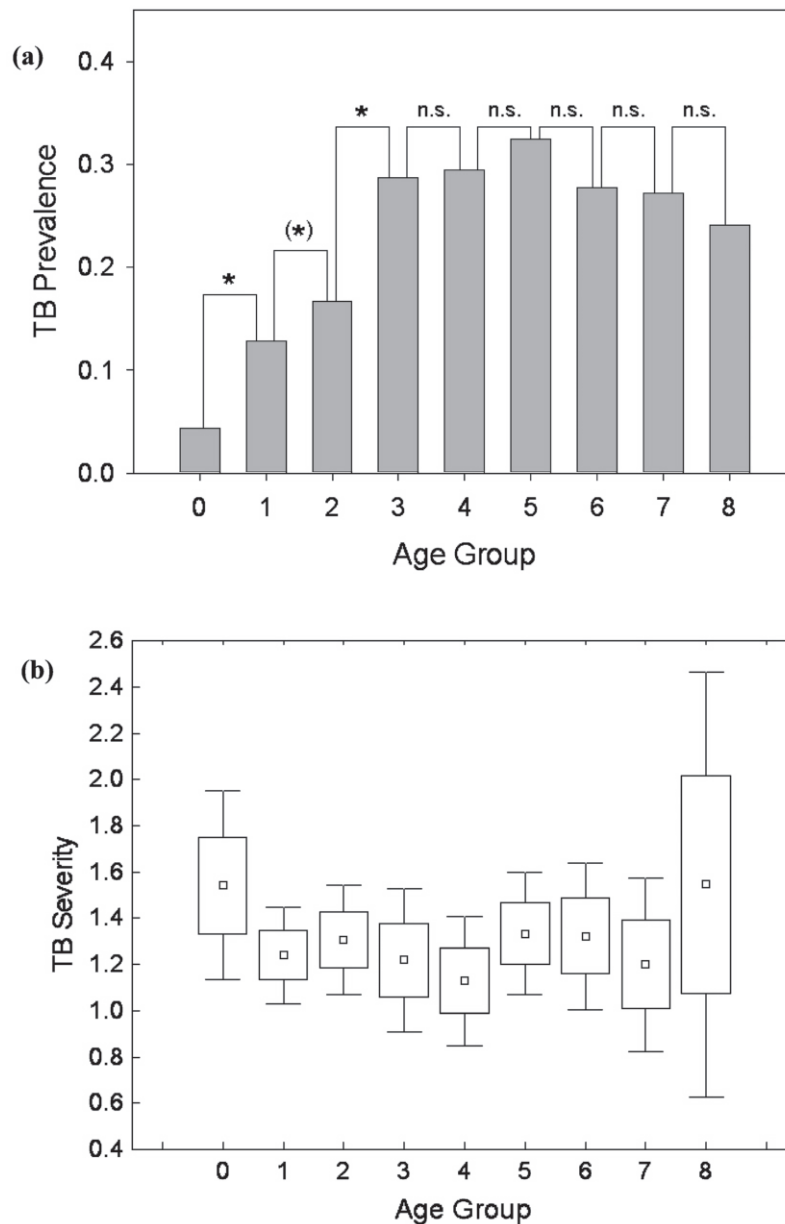 (a)
TB Prevalence
0.4
0.3
0.2
0.1
0.0
* (*) * n.s. n.s. n.s. n.s. n.s.
0 1 2 3 4 5 6 7 8
Age Group
(b)
TB Severity
2.6
2.4
2.2
2.0
1.8
1.6
1.4
1.2
1.0
0.8
0.6
0.4
0 1 2 3 4 5 6 7 8
Age Group